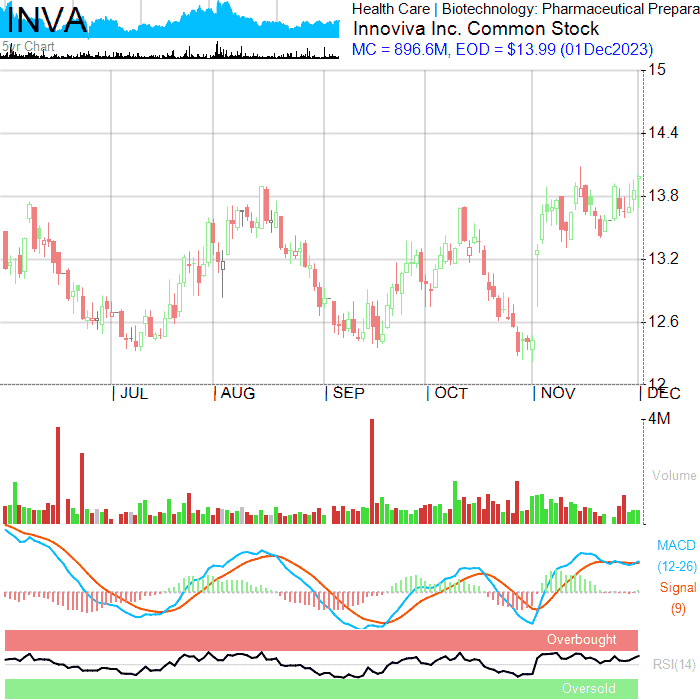 INVA
5yr Chart
Health Care | Biotechnology: Pharmaceutical Prepara
Innoviva Inc. Common Stock
MC = 896.6M, EOD = $13.99 (01Dec2023)
15
14.4
13.8
13.2
12.6
12
| JUL | AUG | SEP | OCT | NOV | DEC
4M
Volume
MACD
(12-26)
Signal
(9)
Overbought
RSI(14)
Oversold